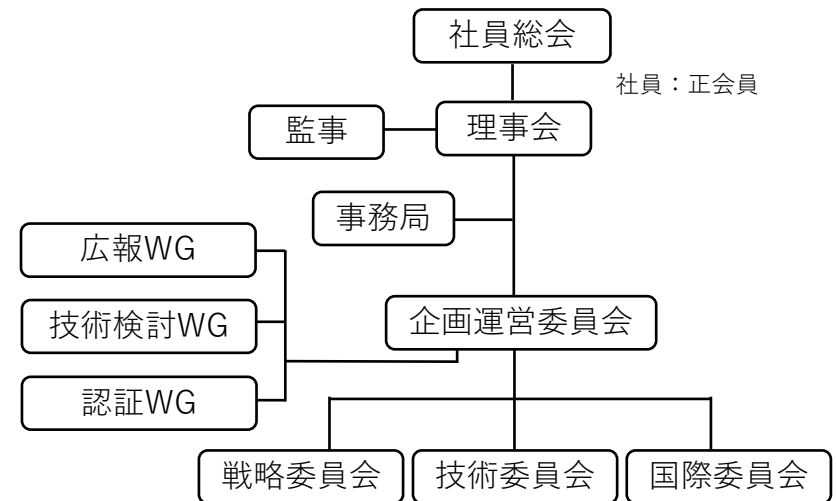 社員総会
社員：正会員
監事
理事会
事務局
広報WG
技術検討WG
企画運営委員会
認証WG
戦略委員会
技術委員会
国際委員会